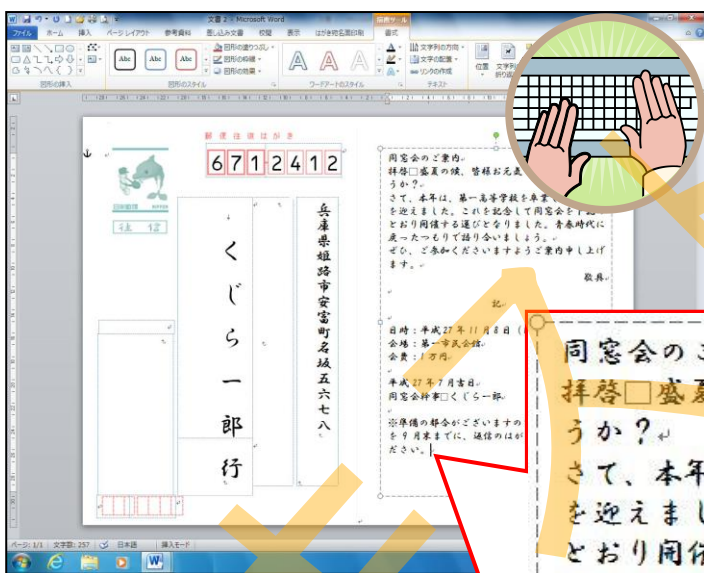 文書 2 - Microsoft Word
ファイル ホーム 挿入 ページレイアウト 参考資料 差し込み文書 校閲 表示 はがき宛名面印刷 書式
Abc Abc Abc
図形の塗りつぶし
図形の枠線
図形の効果
A A A
文字列の方向
文字の配置
リンクの作成
位置
図形の挿入 図形のスタイル ワードアートのスタイル テキスト
郵便往復はがき
6712412
往信
兵庫県姫路市安富町名坂五六七八
くじら一郎行
同窓会のご案内
拝啓□盛夏の候、皆様お元気
うか?
さて、本年は、第一高等学校を卒業
を迎えました。これを記念して同窓会を下記
とおり開催する運びとなりました。青春時代に
戻ったつもりで語り合いましょう。
ぜひ、ご参加くださいますようご案内申し上げ
ます。
敬具
記
日時:平成27年11月8日(
会場:第一市民会館
会費:1万円
平成27年7月吉日
同窓会幹事□くじら一郎
※準備の都合がございますの
を9月末までに、返信のはが
ださい。
同窓会のご
拝啓□盛夏
うか?
さて、本年
を迎えまし
とおり開催
ページ: 1/1 文字数: 257 日本語 挿入モード